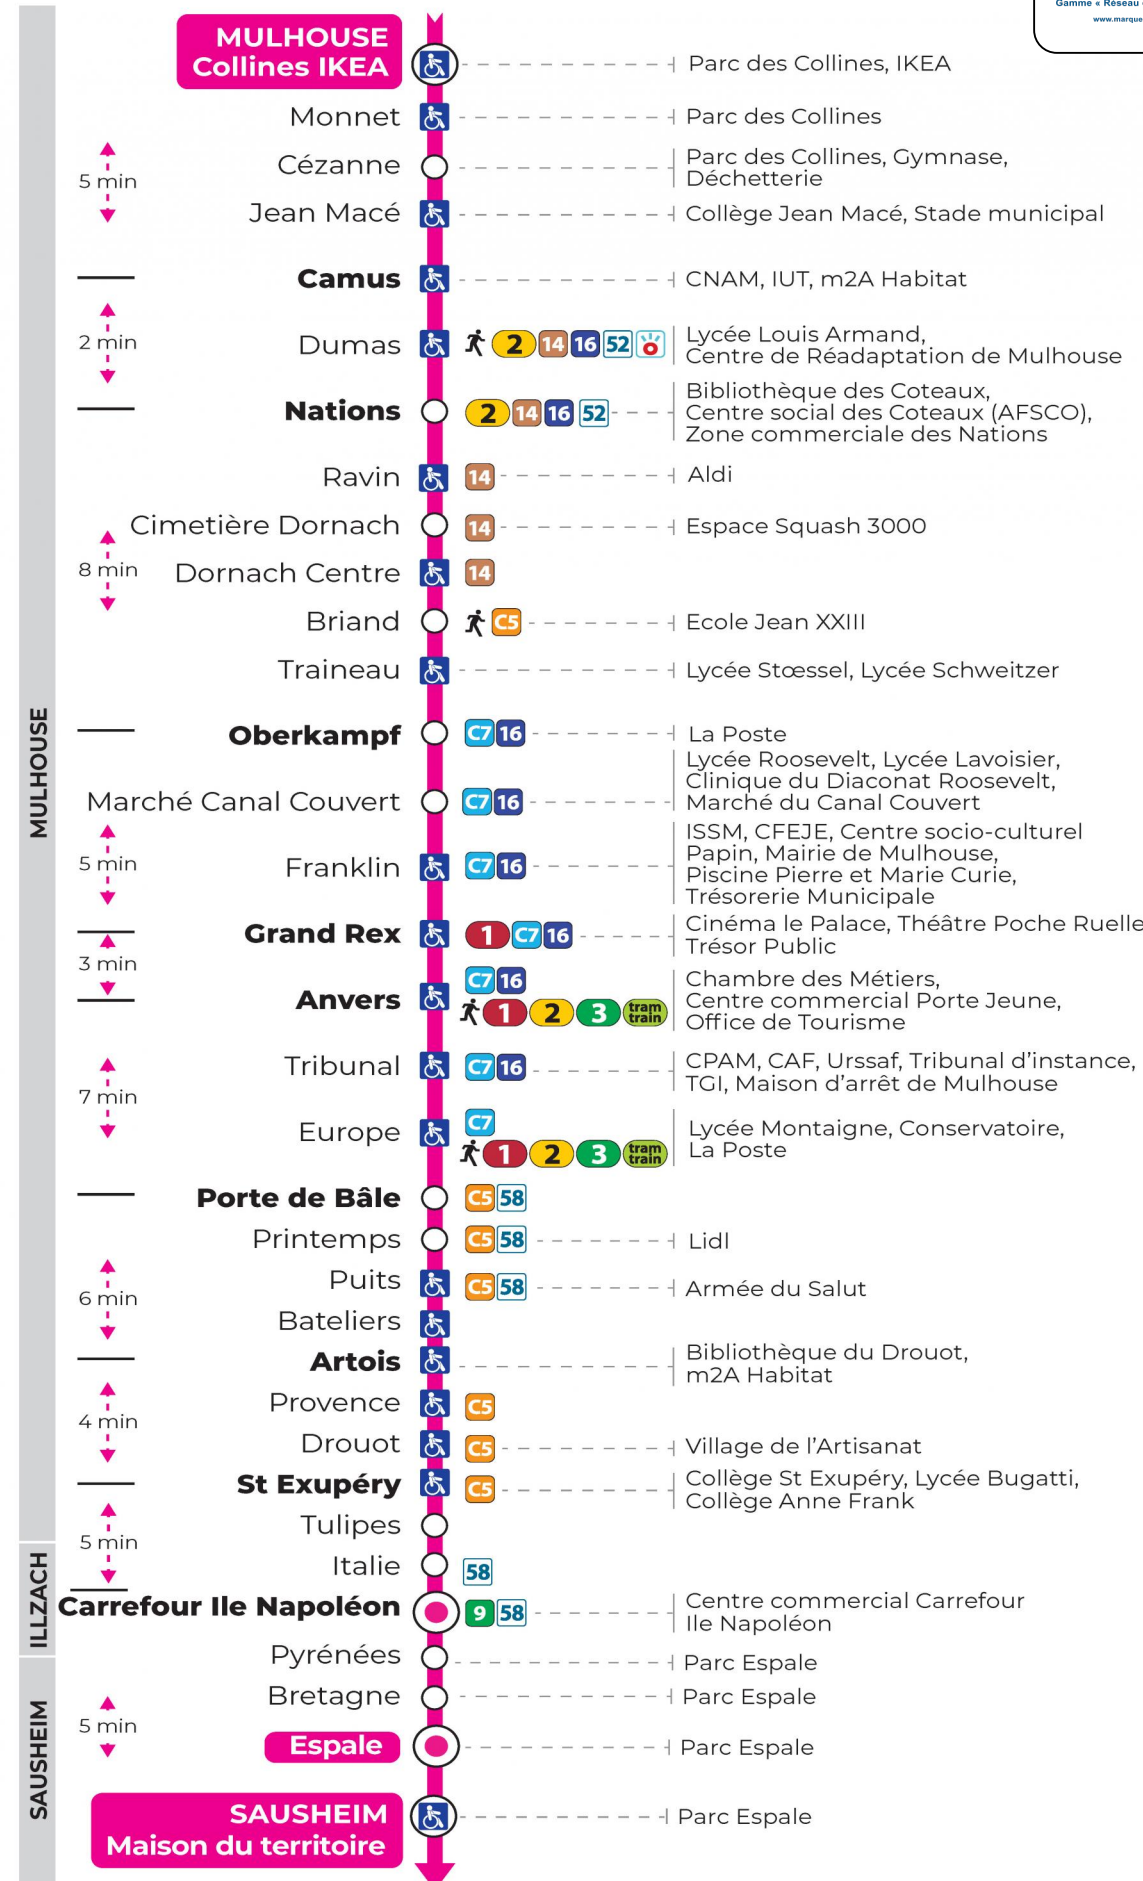 Gamme « Réseau
www.marque
MULHOUSE
Collines IKEA
Parc des Collines, IKEA
Monnet
Parc des Collines
Cézanne
Parc des Collines, Gymnase,
Déchetterie
5 min
Jean Macé
Collège Jean Macé, Stade municipal
Camus
CNAM, IUT, m2A Habitat
2 min
Dumas
2 14 16 52
Lycée Louis Armand,
Centre de Réadaptation de Mulhouse
Nations
2 14 16 52
Bibliothèque des Coteaux,
Centre social des Coteaux (AFSCO),
Zone commerciale des Nations
Ravin
14
Aldi
Cimetière Dornach
14
Espace Squash 3000
8 min
Dornach Centre
14
Briand
C5
Ecole Jean XXIII
Traineau
Lycée Stœssel, Lycée Schweitzer
MULHOUSE
Oberkampf
C7 16
La Poste
Marché Canal Couvert
C7 16
Lycée Roosevelt, Lycée Lavoisier,
Clinique du Diaconat Roosevelt,
Marché du Canal Couvert
5 min
Franklin
C7 16
ISSM, CFEJE, Centre socio-culturel
Papin, Mairie de Mulhouse,
Piscine Pierre et Marie Curie,
Trésorerie Municipale
Grand Rex
1 C7 16
Cinéma le Palace, Théâtre Poche Ruelle
Trésor Public
3 min
Anvers
C7 16
1 2 3 tram
train
Chambre des Métiers,
Centre commercial Porte Jeune,
Office de Tourisme
Tribunal
C7 16
CPAM, CAF, Urssaf, Tribunal d'instance,
TGI, Maison d'arrêt de Mulhouse
7 min
Europe
C7
1 2 3 tram
train
Lycée Montaigne, Conservatoire,
La Poste
Porte de Bâle
C5 58
Printemps
C5 58
Lidl
6 min
Puits
C5 58
Armée du Salut
Bateliers
Artois
Bibliothèque du Drouot,
m2A Habitat
Provence
C5
4 min
Drouot
C5
Village de l'Artisanat
St Exupéry
C5
Collège St Exupéry, Lycée Bugatti,
Collège Anne Frank
Tulipes
5 min
Italie
58
ILLZACH
Carrefour Ile Napoléon
9 58
Centre commercial Carrefour
Ile Napoléon
Pyrénées
Parc Espale
Bretagne
Parc Espale
5 min
SAUSHEIM
Espale
Parc Espale
SAUSHEIM
Maison du territoire
Parc Espale